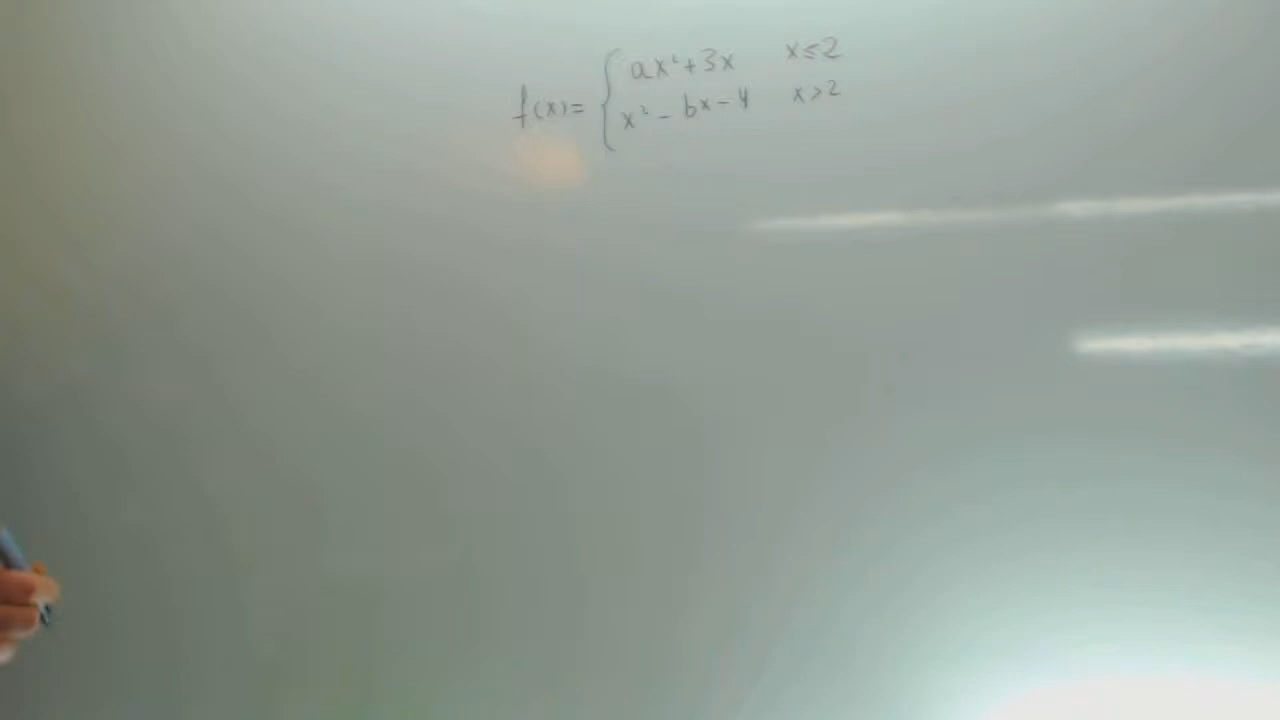 f(x) = { ax² + 3x x ≤ 2
x² - bx - 4 x > 2